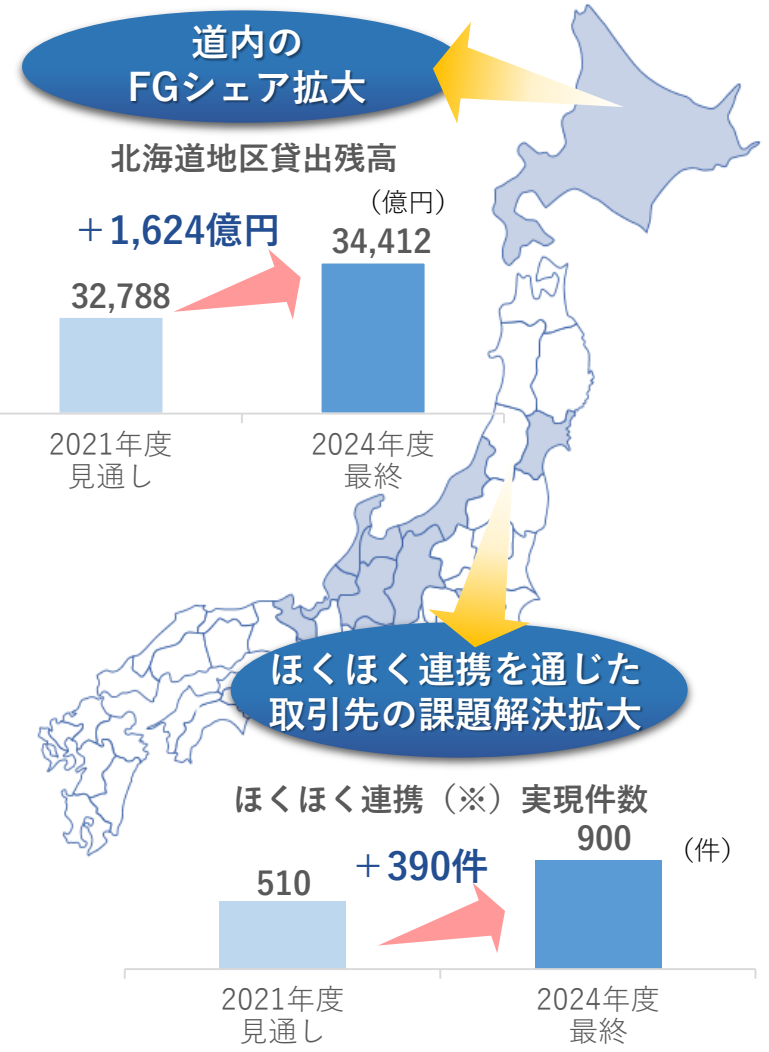 道内の
FGシェア拡大
北海道地区貸出残高
（億円）
＋1,624億円
34,412
32,788
2021年度
見通し
2024年度
最終
ほくほく連携を通じた
取引先の課題解決拡大
ほくほく連携（※）実現件数
900
（件）
＋390件
510
2021年度
見通し
2024年度
最終